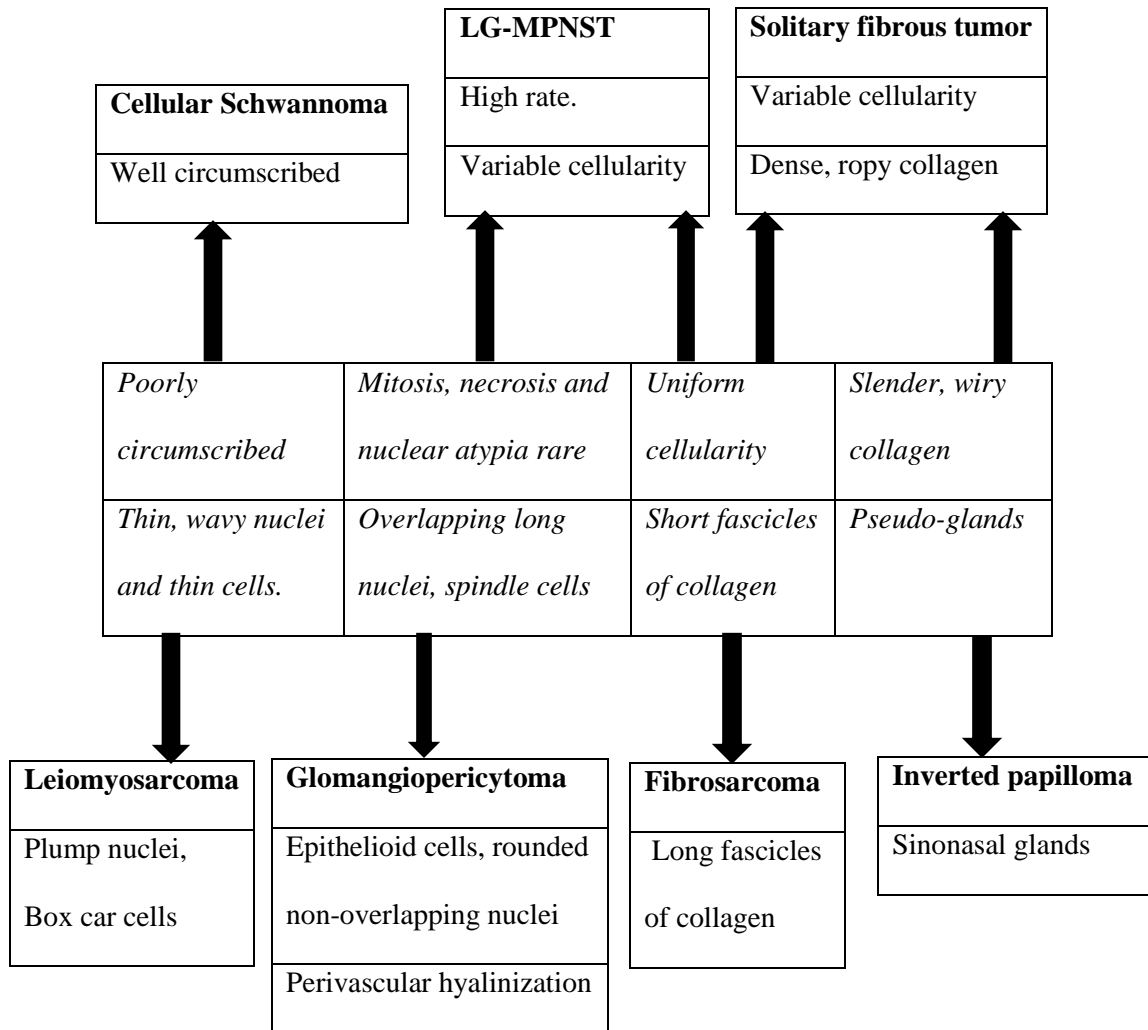 LG-MPNST
High rate.
Variable cellularity
Solitary fibrous tumor
Variable cellularity
Dense, ropy collagen
Cellular Schwannoma
Well circumscribed
Poorly
circumscribed
Mitosis, necrosis and
nuclear atypia rare
Uniform
cellularity
Slender, wiry
collagen
Thin, wavy nuclei
and thin cells.
Overlapping long
nuclei, spindle cells
Short fascicles
of collagen
Pseudo-glands
Leiomyosarcoma
Plump nuclei,
Box car cells
Glomangiopericytoma
Epithelioid cells, rounded
non-overlapping nuclei
Perivascular hyalinization
Fibrosarcoma
Long fascicles
of collagen
Inverted papilloma
Sinonasal glands